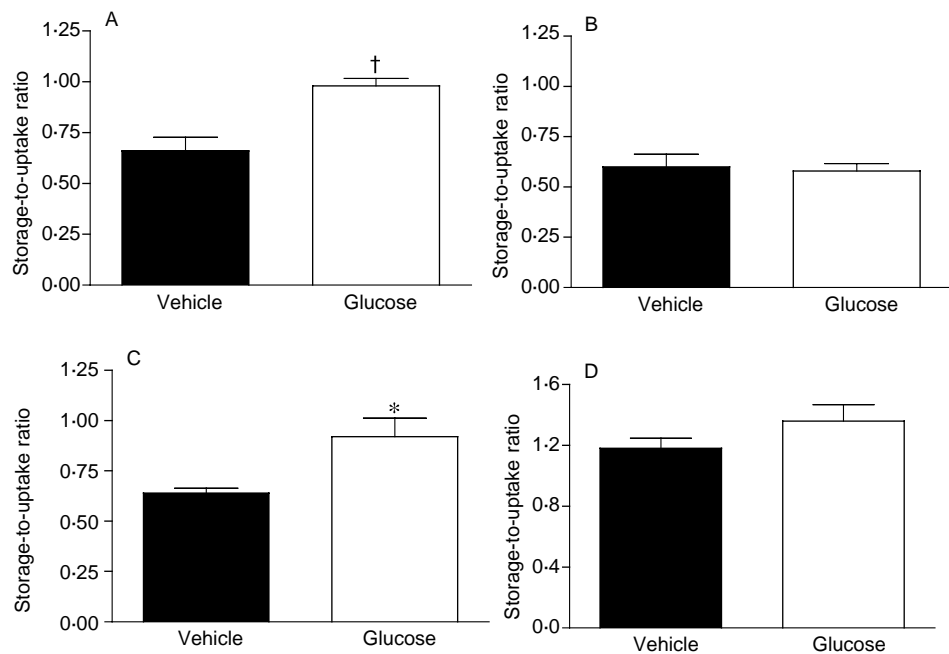 A
Storage-to-uptake ratio
1·25
1·00
0·75
0·50
0·25
0·00
†
Vehicle
Glucose
B
Storage-to-uptake ratio
1·25
1·00
0·75
0·50
0·25
0·00
Vehicle
Glucose
C
Storage-to-uptake ratio
1·25
1·00
0·75
0·50
0·25
0·00
*
Vehicle
Glucose
D
Storage-to-uptake ratio
1·6
1·2
0·8
0·4
0·0
Vehicle
Glucose